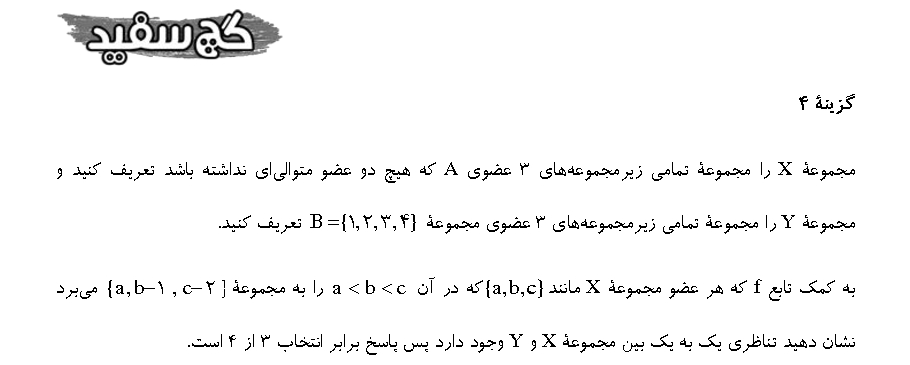 گچ سفید
گزینهٔ ۴
مجموعهٔ X را مجموعهٔ تمامی زیرمجموعه‌های ۳ عضوی A که هیچ دو عضو متوالی‌ای نداشته باشد تعریف کنید و
مجموعهٔ Y را مجموعهٔ تمامی زیرمجموعه‌های ۳ عضوی مجموعهٔ B={۱,۲,۳,۴} تعریف کنید.
به کمک تابع f که هر عضو مجموعهٔ X مانند {a,b,c} که در آن a < b < c را به مجموعهٔ {a, b−۱ , c−۲] می‌برد
نشان دهید تناظری یک به یک بین مجموعهٔ X و Y وجود دارد پس پاسخ برابر انتخاب ۳ از ۴ است.